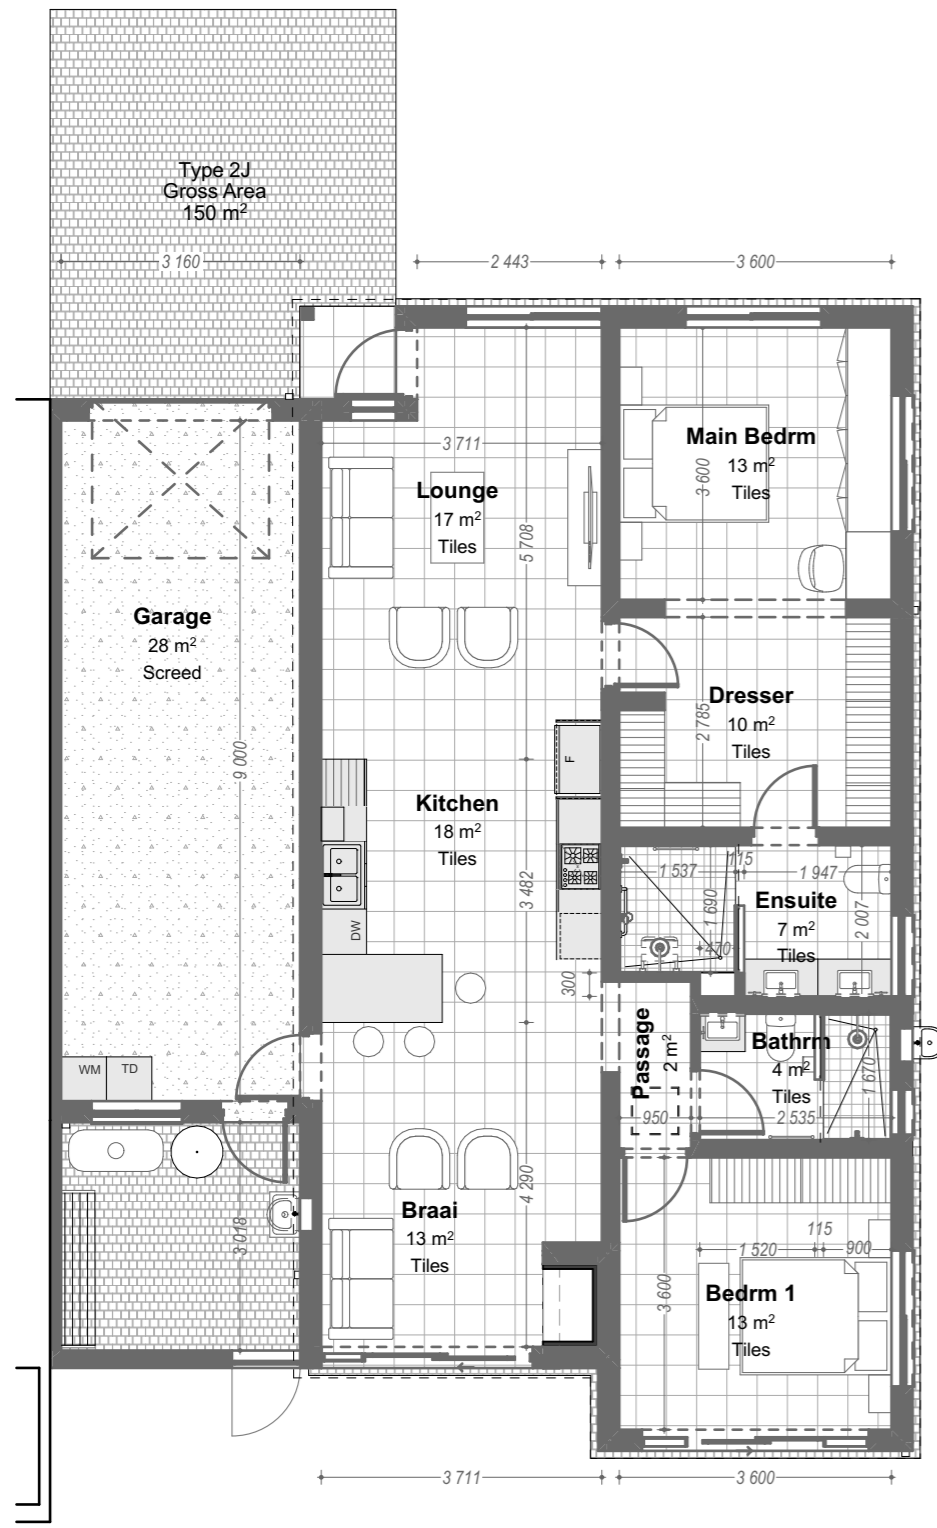 Type 2J
Gross Area
150 m²
3 160
2 443
3 600
3 711
Main Bedrm
13 m²
Tiles
3 600
Lounge
17 m²
Tiles
5 708
Garage
28 m²
Screed
9 000
Dresser
10 m²
Tiles
2 785
F
Kitchen
18 m²
Tiles
3 482
DW
1 537
115
1 947
1 690
470
Ensuite
7 m²
Tiles
2 007
300
Passage
2 m²
950
Bathrm
4 m²
Tiles
1 670
2 535
WM
TD
3 018
Braai
13 m²
Tiles
4 290
115
1 520
900
3 600
Bedrm 1
13 m²
Tiles
3 711
3 600